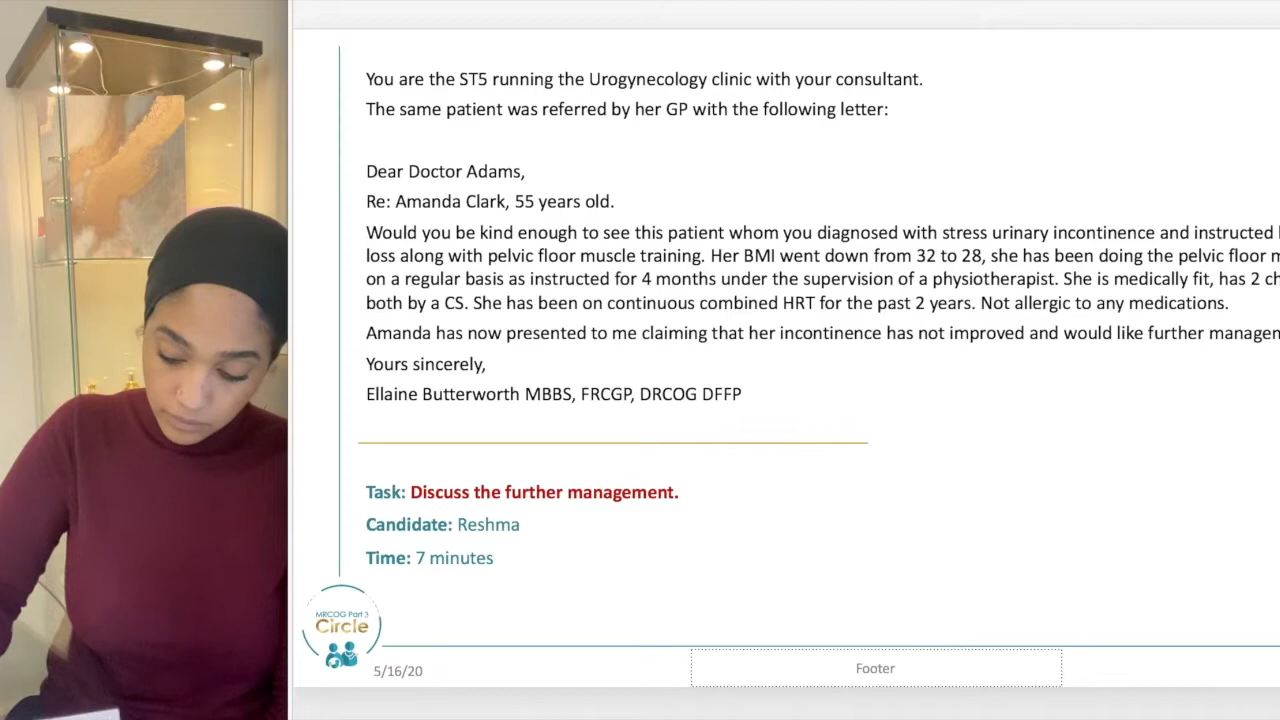 You are the ST5 running the Urogynecology clinic with your consultant.
The same patient was referred by her GP with the following letter:
Dear Doctor Adams,
Re: Amanda Clark, 55 years old.
Would you be kind enough to see this patient whom you diagnosed with stress urinary incontinence and instructed
loss along with pelvic floor muscle training. Her BMI went down from 32 to 28, she has been doing the pelvic floor
on a regular basis as instructed for 4 months under the supervision of a physiotherapist. She is medically fit, has 2
both by a CS. She has been on continuous combined HRT for the past 2 years. Not allergic to any medications.
Amanda has now presented to me claiming that her incontinence has not improved and would like further
Yours sincerely,
Ellaine Butterworth MBBS, FRCGP, DRCOG DFFP
Task: Discuss the further management.
Candidate: Reshma
Time: 7 minutes
MRCOG Part 3
Circle
5/16/20
Footer